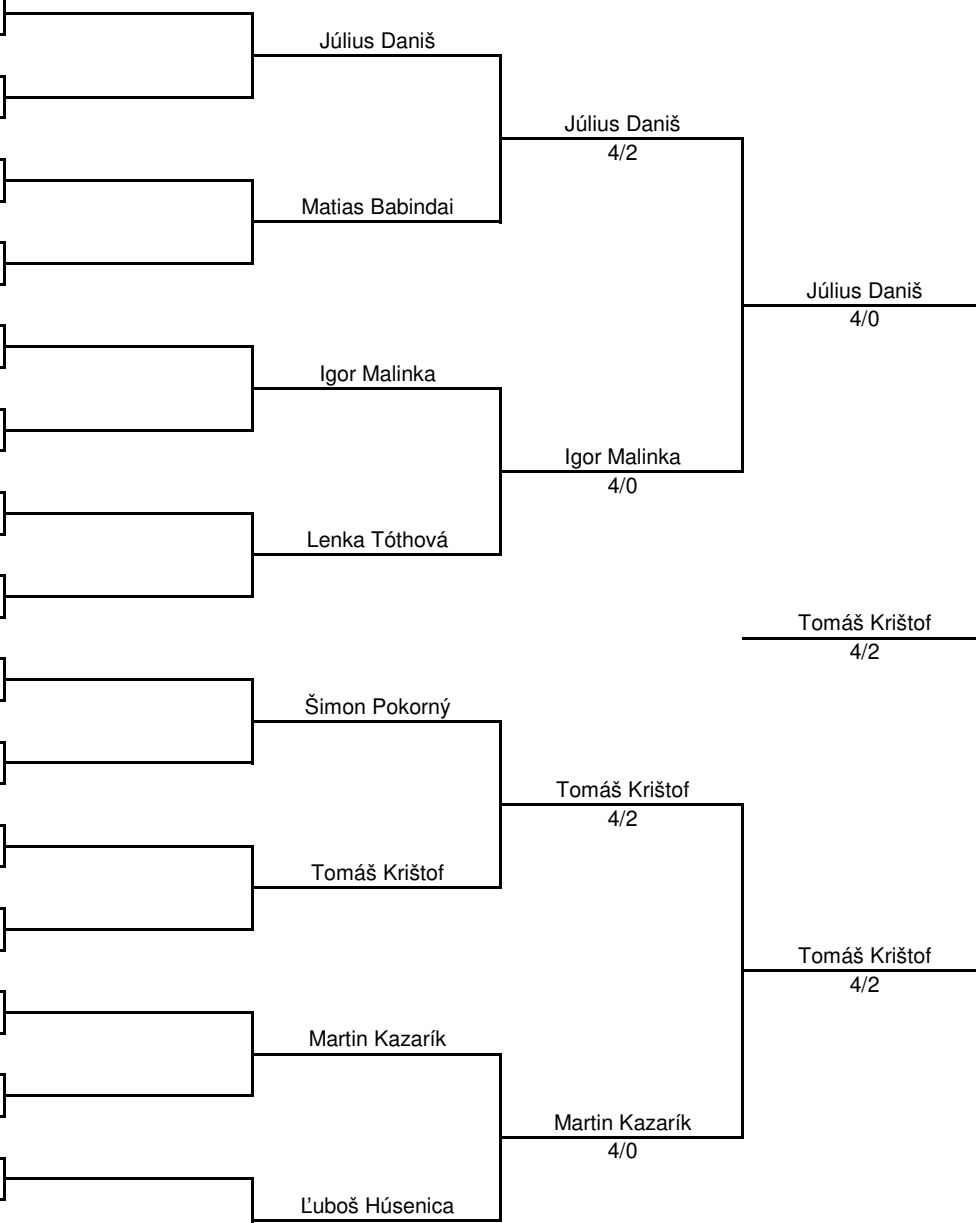 Július Daniš
Július Daniš
4/2
Matias Babindai
Július Daniš
4/0
Igor Malinka
Igor Malinka
4/0
Lenka Tóthová
Tomáš Krištof
4/2
Šimon Pokorný
Tomáš Krištof
4/2
Tomáš Krištof
Tomáš Krištof
4/2
Martin Kazarík
Martin Kazarík
4/0
Ľuboš Húsenica